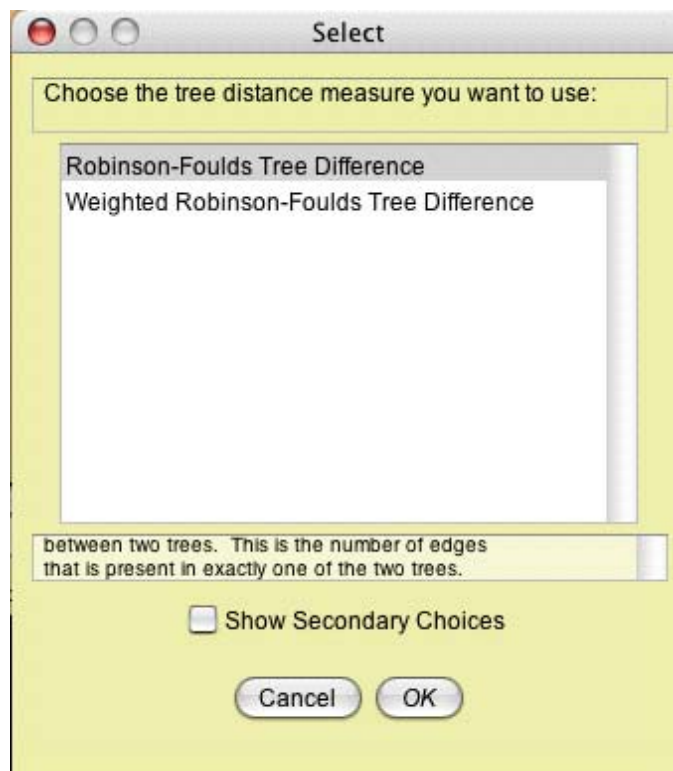 Select
Choose the tree distance measure you want to use:
Robinson-Foulds Tree Difference
Weighted Robinson-Foulds Tree Difference
between two trees. This is the number of edges
that is present in exactly one of the two trees.
Show Secondary Choices
Cancel OK